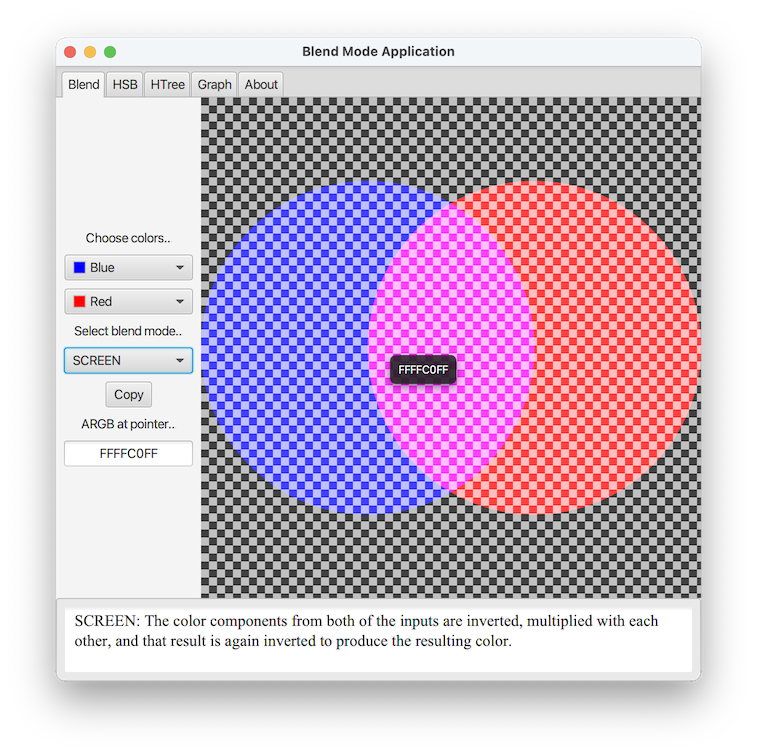 Blend Mode Application
Blend HSB HTree Graph About
Choose colors..
Blue
Red
Select blend mode..
SCREEN
Copy
ARGB at pointer..
FFFFC0FF
FFFFC0FF
SCREEN: The color components from both of the inputs are inverted, multiplied with each
other, and that result is again inverted to produce the resulting color.